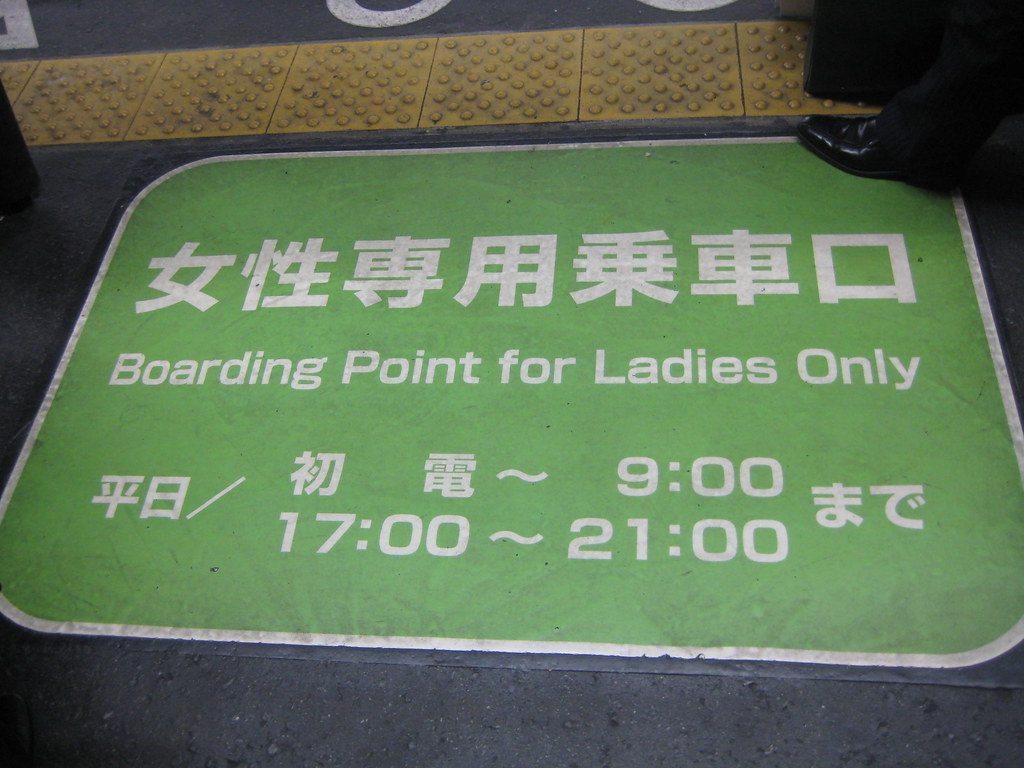 女性専用乗車口
Boarding Point for Ladies Only
平日／ 初 電 ～ 9:00
17:00 ～ 21:00 まで